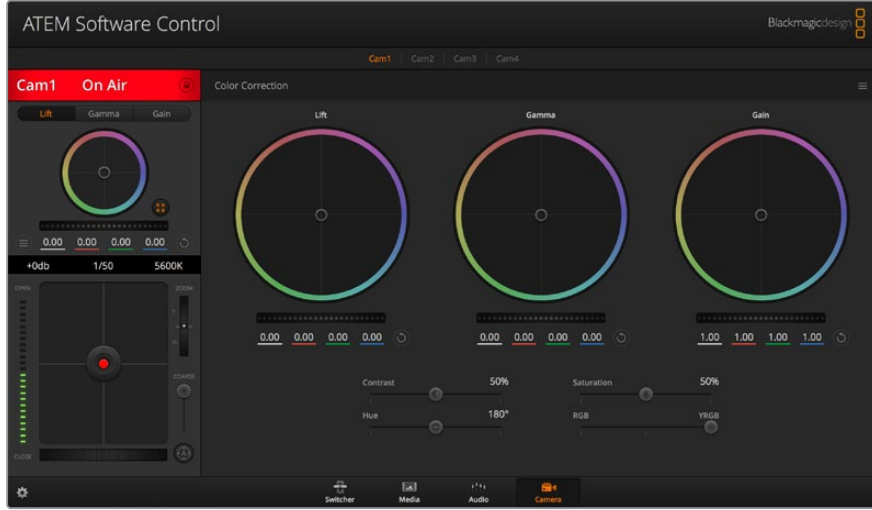 ATEM Software Control
Blackmagicdesign
Cam1 Cam2 Cam3 Cam4
Cam1 On Air
Color Correction
Lift Gamma Gain
0.00 0.00 0.00 0.00
+0db 1/50 5600K
OPEN ZOOM
T
W
COARSE
CLOSE
Lift Gamma Gain
0.00 0.00 0.00 0.00 0.00 0.00 0.00 0.00 1.00 1.00 1.00 1.00
Contrast 50% Saturation 50%
Hue 180° RGB YRGB
Switcher Media Audio Camera